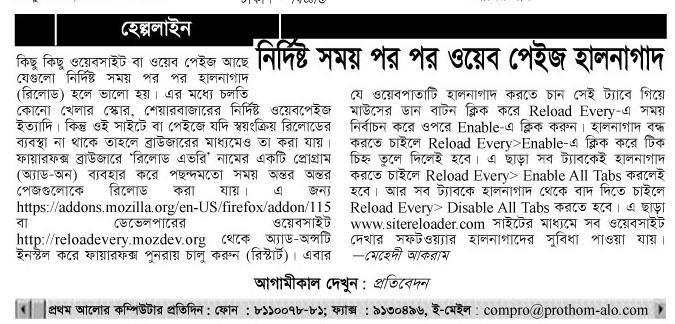 হেল্পলাইন
নির্দিষ্ট সময় পর পর ওয়েব পেইজ হালনাগাদ
কিছু কিছু ওয়েবসাইট বা ওয়েব পেইজ আছে
যেগুলো নির্দিষ্ট সময় পর পর হালনাগাদ
(রিলোড) হলে ভালো হয়। এর মধ্যে চলতি
কোনো খেলার স্কোর, শেয়ারবাজারের নির্দিষ্ট ওয়েবপেইজ
ইত্যাদি। কিন্তু ওই সাইটে বা পেইজে যদি স্বয়ংক্রিয় রিলোডের
ব্যবস্থা না থাকে তাহলে ব্রাউজারের মাধ্যমেও তা করা যায়।
ফায়ারফক্স ব্রাউজারে 'রিলোড এভরি' নামের একটি প্রোগ্রাম
(অ্যাড-অন) ব্যবহার করে পছন্দমতো সময় অন্তর অন্তর
পেজগুলোকে রিলোড করা যায়। এ জন্য
https://addons.mozilla.org/en-US/firefox/addon/115
বা ডেভেলপারের ওয়েবসাইট
http://reloadevery.mozdev.org থেকে অ্যাড-অন্সটি
ইনস্টল করে ফায়ারফক্স পুনরায় চালু করুন (রিস্টার্ট)। এবার
যে ওয়েবপাতাটি হালনাগাদ করতে চান সেই ট্যাবে গিয়ে
মাউসের ডান বাটন ক্লিক করে Reload Every-এ সময়
নির্বাচন করে ওপরে Enable-এ ক্লিক করুন। হালনাগাদ বন্ধ
করতে চাইলে Reload Every>Enable-এ ক্লিক করে টিক
চিহ্ন তুলে দিলেই হবে। এ ছাড়া সব ট্যাবকেই হালনাগাদ
করতে চাইলে Reload Every> Enable All Tabs করলেই
হবে। আর সব ট্যাবকে হালনাগাদ থেকে বাদ দিতে চাইলে
Reload Every> Disable All Tabs করতে হবে। এ ছাড়া
www.sitereloader.com সাইটের মাধ্যমে সব ওয়েবসাইট
দেখার সফটওয়্যার হালনাগাদের সুবিধা পাওয়া যায়।
—মেহেদী আকরাম
আগামীকাল দেখুন : প্রতিবেদন
প্রথম আলোর কম্পিউটার প্রতিদিন : ফোন : ৮১১০০৭৮-৮১; ফ্যাক্স : ৯১৩০৪৯৬, ই-মেইল : compro@prothom-alo.com